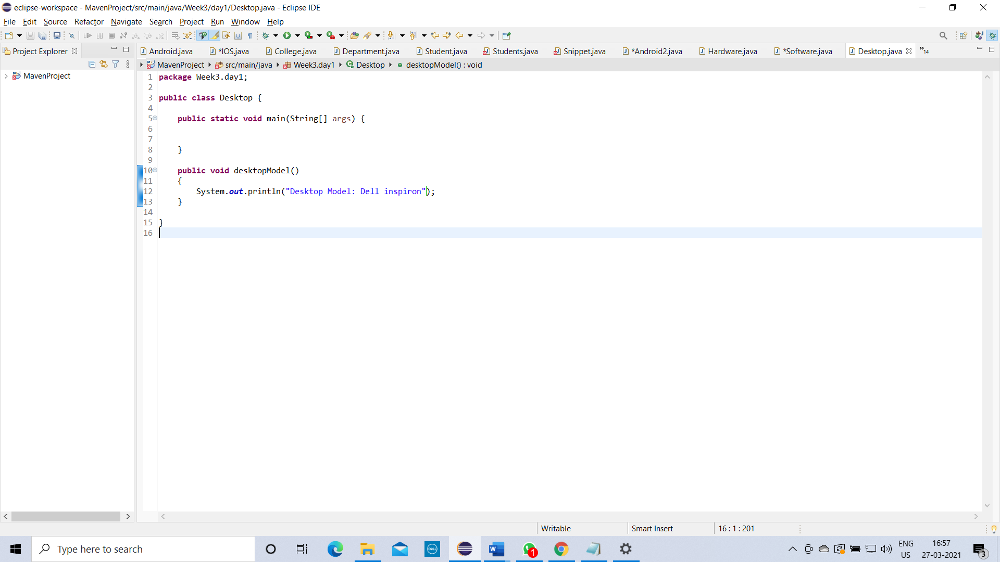 eclipse-workspace - MavenProject/src/main/java/Week3/day1/Desktop.java - Eclipse IDE
File Edit Source Refactor Navigate Search Project Run Window Help
Project Explorer
Android.java *IOS.java College.java Department.java Student.java Students.java Snippet.java *Android2.java Hardware.java *Software.java Desktop.java »14
MavenProject src/main/java Week3.day1 Desktop desktopModel() : void
MavenProject
1 package Week3.day1;
2
3 public class Desktop {
4
5 public static void main(String[] args) {
6
7
8 }
9
10 public void desktopModel()
11 {
12 System.out.println("Desktop Model: Dell inspiron");
13 }
14
15 }
16
Writable Smart Insert 16 : 1 : 201
Type here to search
DELL
W
1
ENG
US
16:57
27-03-2021
3